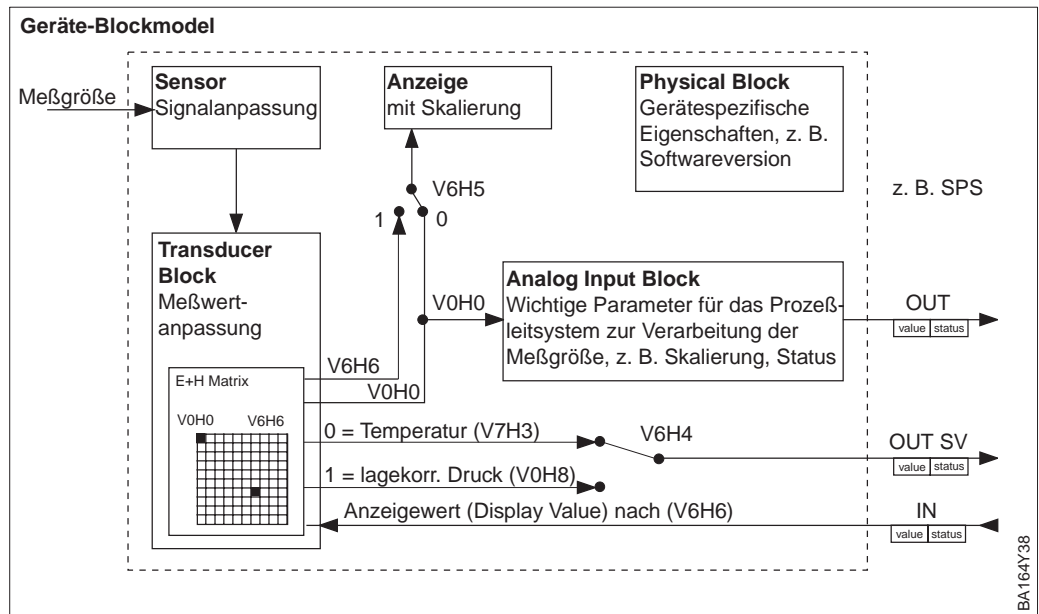 Geräte-Blockmodel
Meßgröße
Sensor
Signalanpassung
Anzeige
mit Skalierung
Physical Block
Gerätespezifische
Eigenschaften, z. B.
Softwareversion
z. B. SPS
V6H5
1
0
Transducer
Block
Meßwert-
anpassung
V0H0
Analog Input Block
Wichtige Parameter für das Prozeß-
leitsystem zur Verarbeitung der
Meßgröße, z. B. Skalierung, Status
OUT
value status
V6H6
V0H0
E+H Matrix
V0H0 V6H6
0 = Temperatur (V7H3)
V6H4
OUT SV
value status
1 = lagekorr. Druck (V0H8)
Anzeigewert (Display Value) nach (V6H6)
IN
value status
BA164Y38